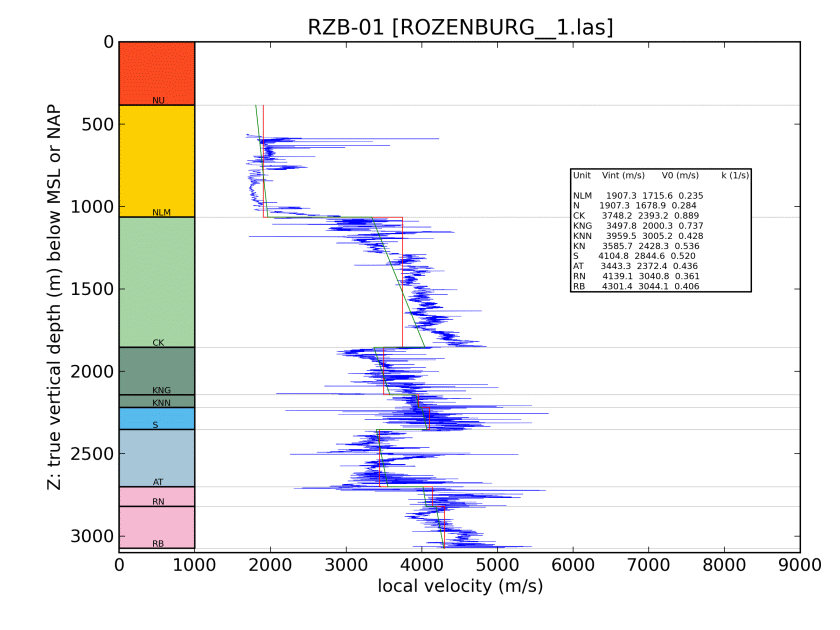 RZB-01 [ROZENBURG__1.las]
0
500
1000
1500
2000
2500
3000
Z: true vertical depth (m) below MSL or NAP
NU
NLM
CK
KNG
KNN
S
AT
RN
RB
Unit Vint (m/s) V0 (m/s) k (1/s)
NLM 1907.3 1715.6 0.235
N 1907.3 1678.9 0.284
CK 3748.2 2393.2 0.889
KNG 3497.8 2000.3 0.737
KNN 3959.5 3005.2 0.428
KN 3585.7 2428.3 0.536
S 4104.8 2844.6 0.520
AT 3443.3 2372.4 0.436
RN 4139.1 3040.8 0.361
RB 4301.4 3044.1 0.406
0 1000 2000 3000 4000 5000 6000 7000 8000 9000
local velocity (m/s)